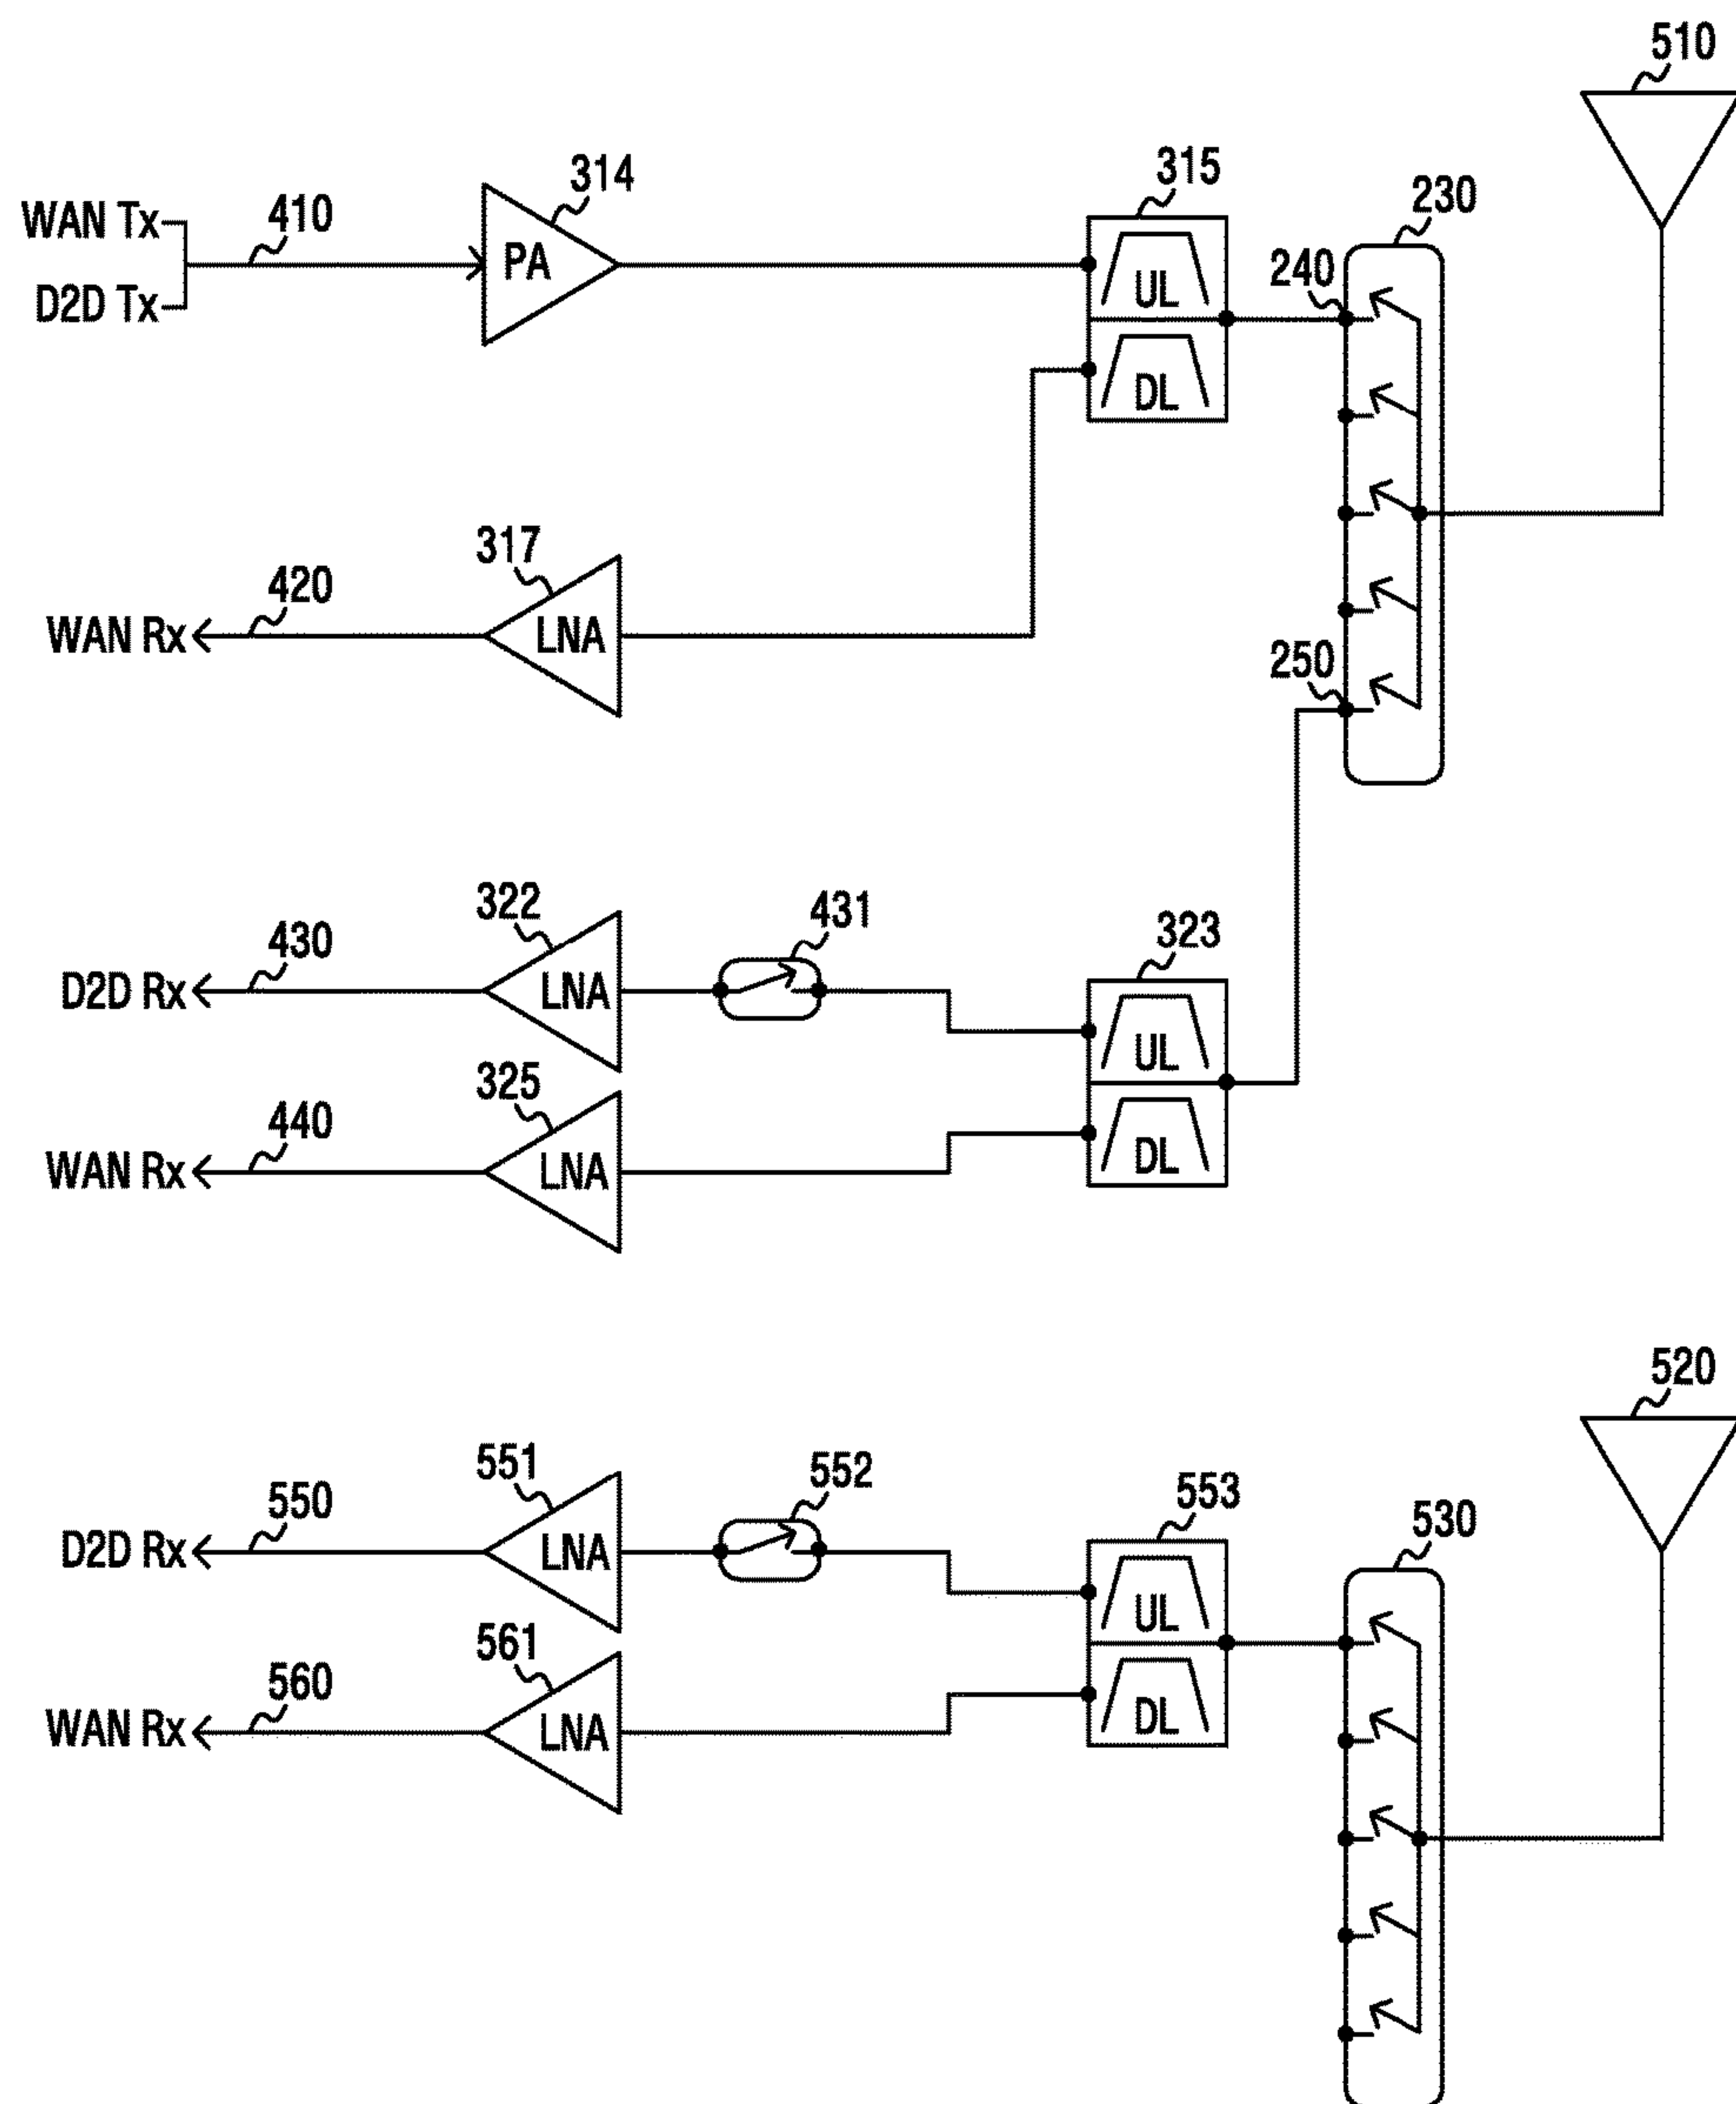 510
314
315
WAN Tx
410
230
PA
240
UL
D2D Tx
DL
317
420
WAN Rx
LNA
250
322
431
430
323
D2D Rx
LNA
UL
325
440
DL
WAN Rx
LNA
520
551
552
553
550
530
D2D Rx
LNA
UL
561
560
DL
WAN Rx
LNA